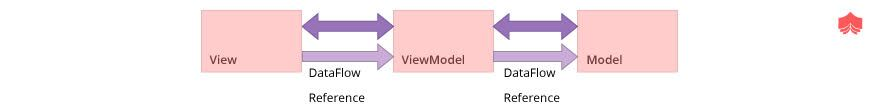 View
ViewModel
Model
DataFlow
DataFlow
Reference
Reference